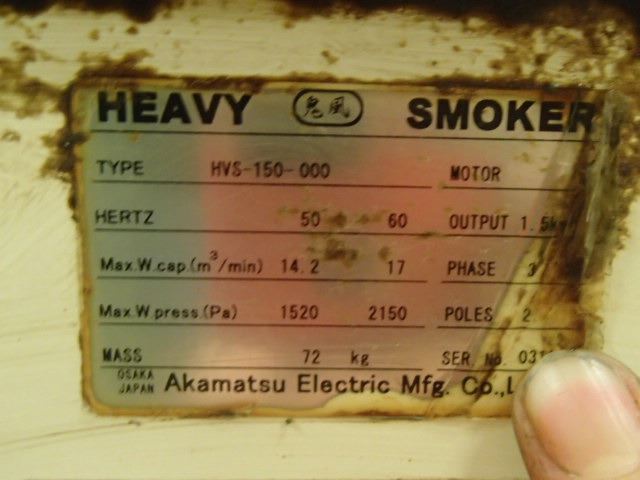 HEAVY 鬼風 SMOKER
TYPE HVS-150-000 MOTOR
HERTZ 50 60 OUTPUT 1.5kw
Max.W.cap.(m³/min) 14.2 17 PHASE 3
Max.W.press.(Pa) 1520 2150 POLES 2
MASS 72 kg SER. No.
OSAKA JAPAN Akamatsu Electric Mfg. Co.,